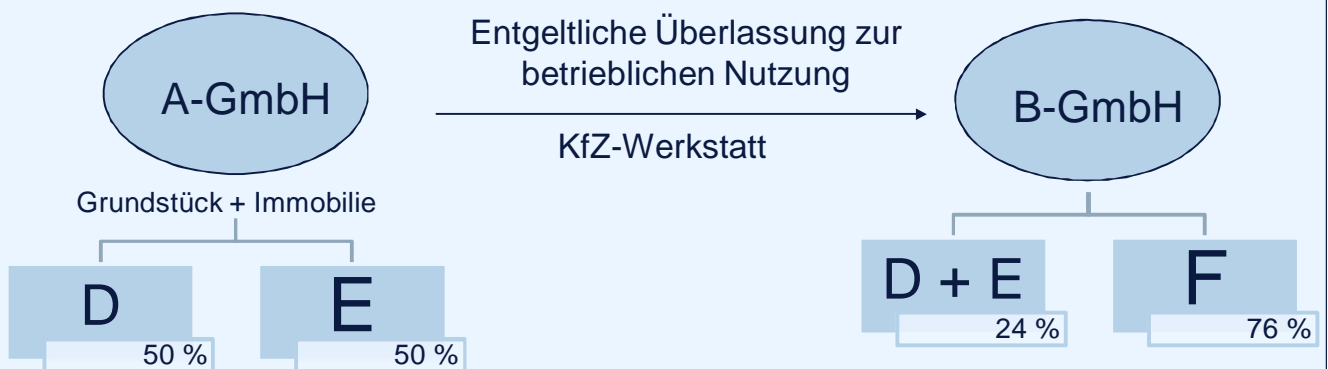 A-GmbH
Entgeltliche Überlassung zur
betrieblichen Nutzung
KfZ-Werkstatt
B-GmbH
Grundstück + Immobilie
D
50 %
E
50 %
D + E
24 %
F
76 %